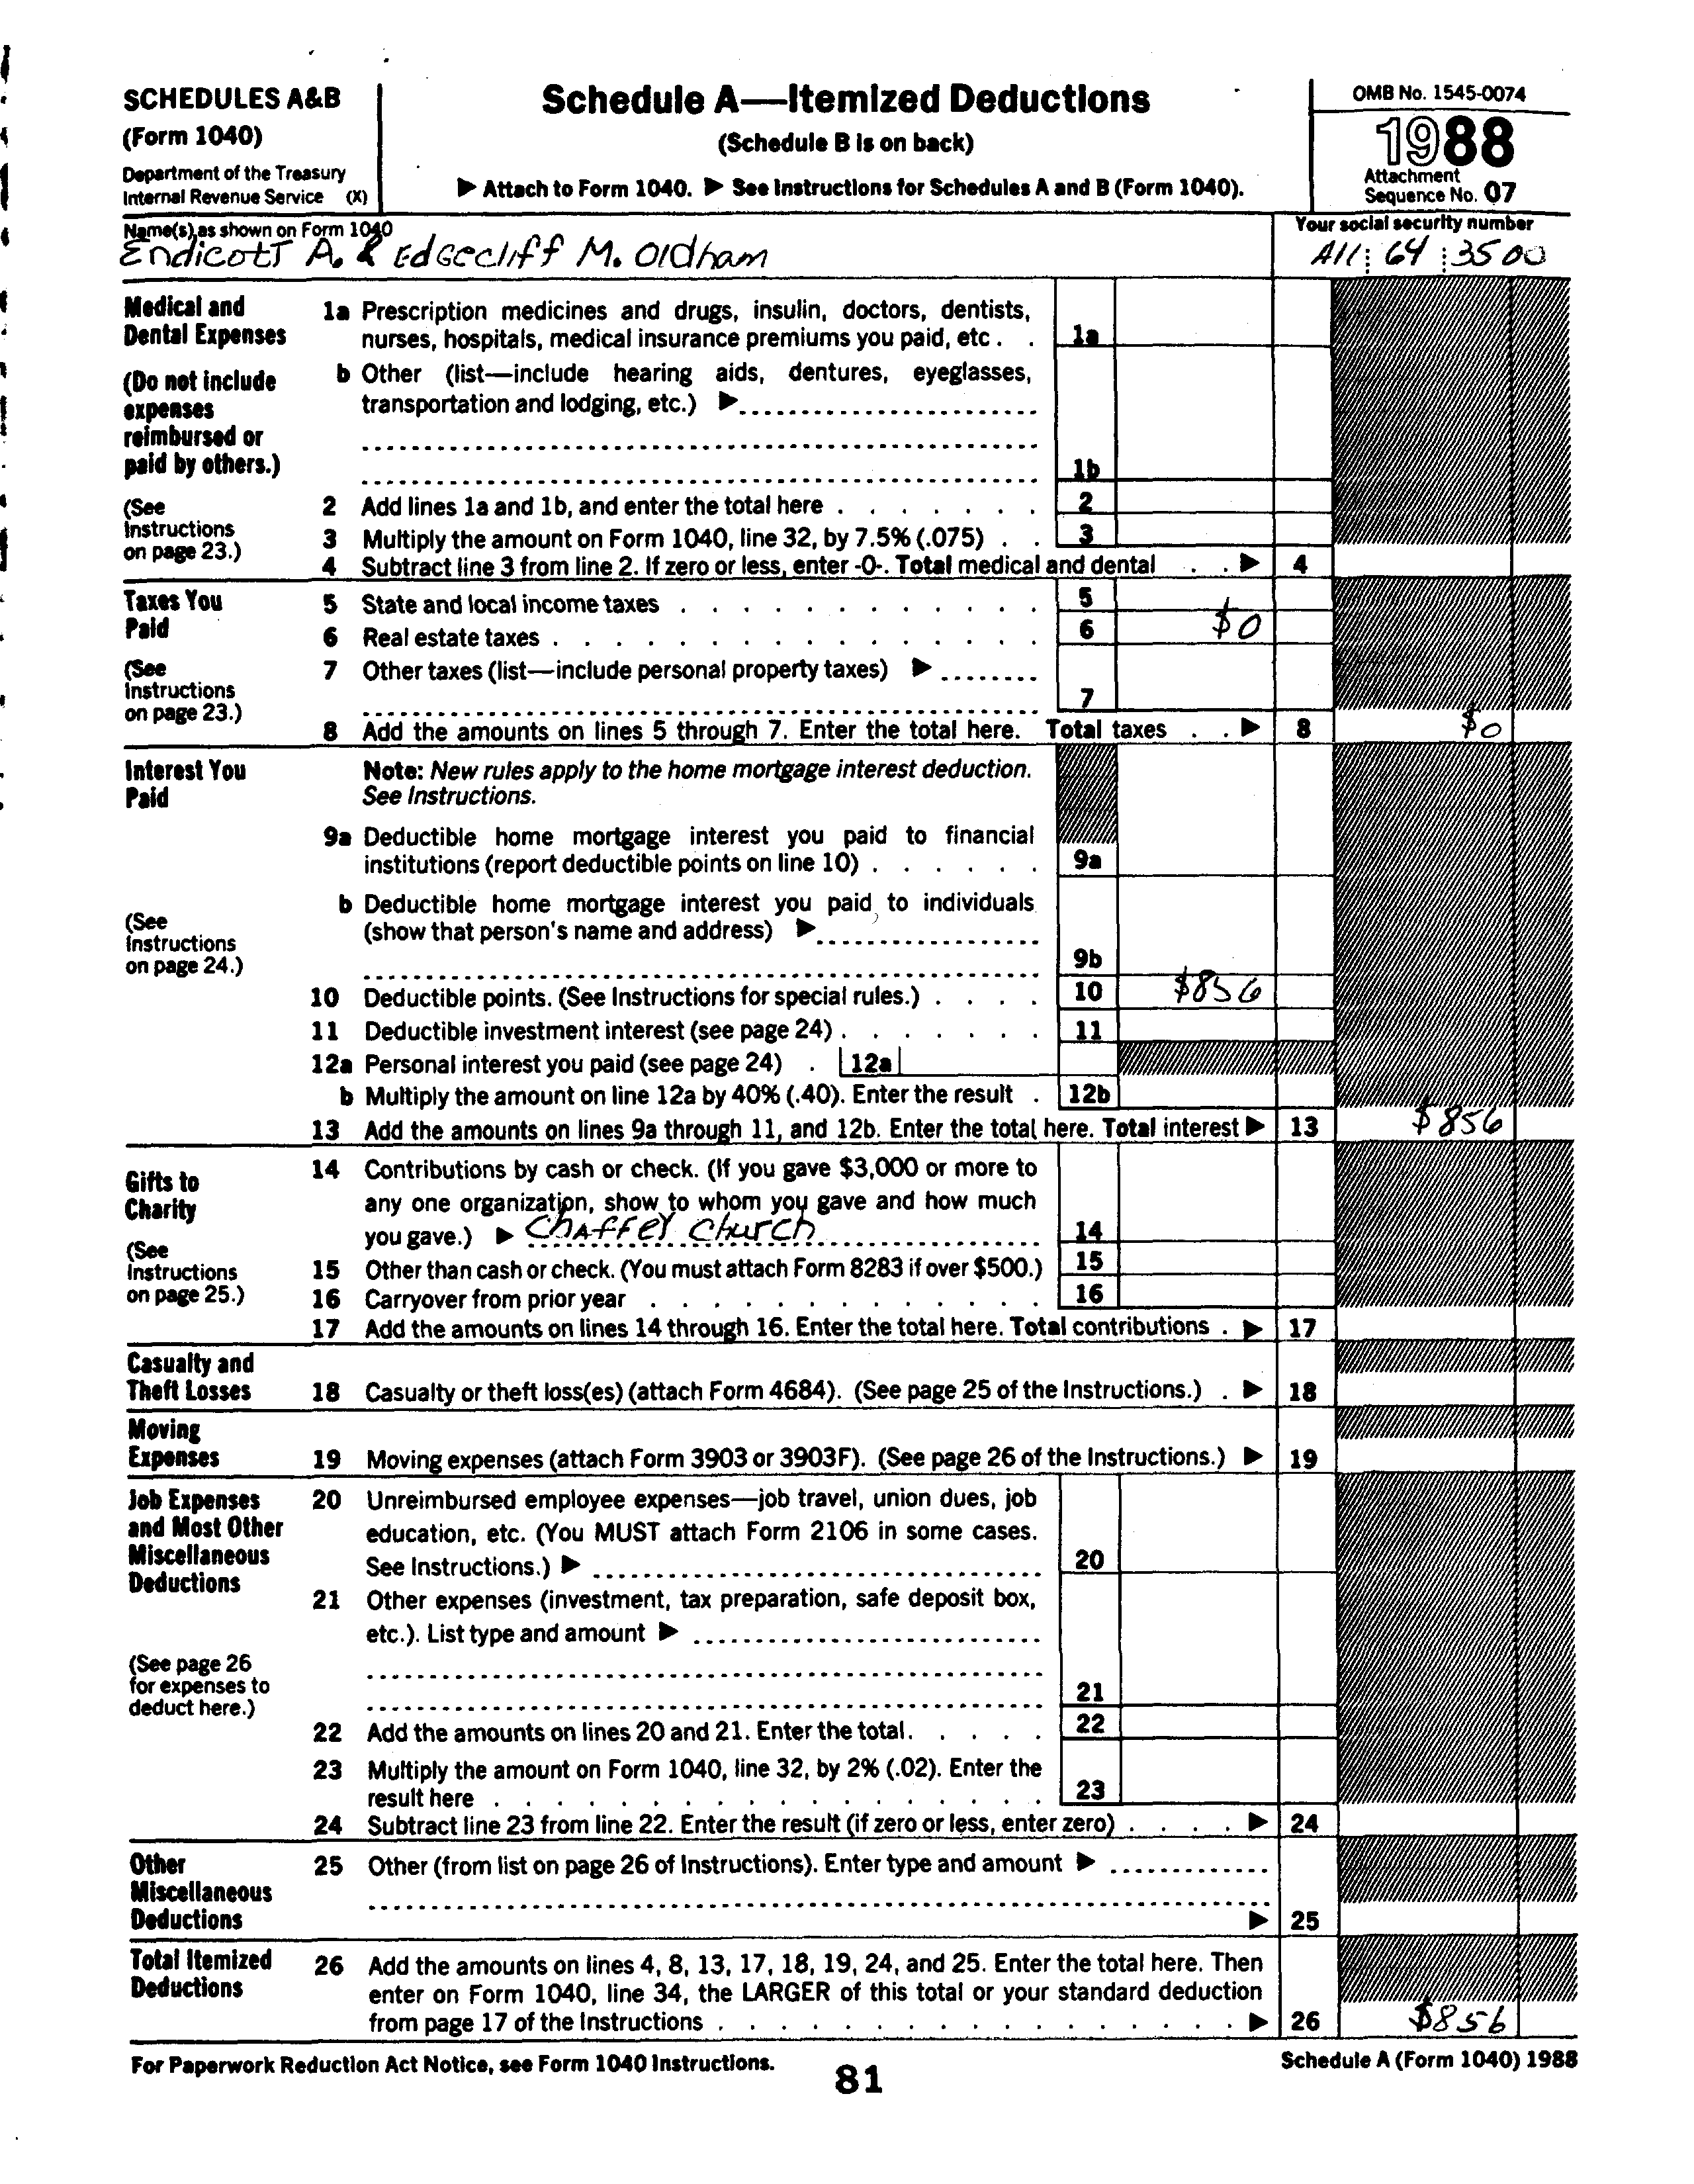 SCHEDULES A&B
(Form 1040)
Department of the Treasury
Internal Revenue Service (X)
Schedule A—Itemized Deductions
(Schedule B is on back)
▶ Attach to Form 1040. ▶ See Instructions for Schedules A and B (Form 1040).
OMB No. 1545-0074
1988
Attachment
Sequence No. 07
Name(s) as shown on Form 1040
Endicott A. & Edgecliff M. Oldham
Your social security number
A11 64 3500
Medical and
Dental Expenses
(Do not include
expenses
reimbursed or
paid by others.)
(See
Instructions
on page 23.)
1a Prescription medicines and drugs, insulin, doctors, dentists,
nurses, hospitals, medical insurance premiums you paid, etc . . 1a
b Other (list—include hearing aids, dentures, eyeglasses,
transportation and lodging, etc.) ▶
1b
2 Add lines 1a and 1b, and enter the total here . . . . . . . 2
3 Multiply the amount on Form 1040, line 32, by 7.5% (.075) . . 3
4 Subtract line 3 from line 2. If zero or less, enter -0-. Total medical and dental . . ▶ 4
Taxes You
Paid
(See
Instructions
on page 23.)
5 State and local income taxes . . . . . . . . . . . . 5
6 Real estate taxes . . . . . . . . . . . . . . . . 6 $0
7 Other taxes (list—include personal property taxes) ▶
7
8 Add the amounts on lines 5 through 7. Enter the total here. Total taxes . . ▶ 8 $0
Interest You
Paid
(See
Instructions
on page 24.)
Note: New rules apply to the home mortgage interest deduction.
See Instructions.
9a Deductible home mortgage interest you paid to financial
institutions (report deductible points on line 10) . . . . . . 9a
b Deductible home mortgage interest you paid to individuals
(show that person's name and address) ▶
9b
10 Deductible points. (See Instructions for special rules.) . . . . 10 $856
11 Deductible investment interest (see page 24) . . . . . . . 11
12a Personal interest you paid (see page 24) . 12a
b Multiply the amount on line 12a by 40% (.40). Enter the result . 12b
13 Add the amounts on lines 9a through 11, and 12b. Enter the total here. Total interest ▶ 13 $856
Gifts to
Charity
(See
Instructions
on page 25.)
14 Contributions by cash or check. (If you gave $3,000 or more to
any one organization, show to whom you gave and how much
you gave.) ▶ Chaffey Church 14
15 Other than cash or check. (You must attach Form 8283 if over $500.) 15
16 Carryover from prior year . . . . . . . . . . . . . 16
17 Add the amounts on lines 14 through 16. Enter the total here. Total contributions . ▶ 17
Casualty and
Theft Losses
18 Casualty or theft loss(es) (attach Form 4684). (See page 25 of the Instructions.) . ▶ 18
Moving
Expenses
19 Moving expenses (attach Form 3903 or 3903F). (See page 26 of the Instructions.) ▶ 19
Job Expenses
and Most Other
Miscellaneous
Deductions
(See page 26
for expenses to
deduct here.)
20 Unreimbursed employee expenses—job travel, union dues, job
education, etc. (You MUST attach Form 2106 in some cases.
See Instructions.) ▶ 20
21 Other expenses (investment, tax preparation, safe deposit box,
etc.). List type and amount ▶
21
22 Add the amounts on lines 20 and 21. Enter the total. . . . . 22
23 Multiply the amount on Form 1040, line 32, by 2% (.02). Enter the
result here . . . . . . . . . . . . . . . . . . 23
24 Subtract line 23 from line 22. Enter the result (if zero or less, enter zero) . . . . ▶ 24
Other
Miscellaneous
Deductions
25 Other (from list on page 26 of Instructions). Enter type and amount ▶
▶ 25
Total Itemized
Deductions
26 Add the amounts on lines 4, 8, 13, 17, 18, 19, 24, and 25. Enter the total here. Then
enter on Form 1040, line 34, the LARGER of this total or your standard deduction
from page 17 of the Instructions . . . . . . . . . . . . . . . . . ▶ 26 $856
For Paperwork Reduction Act Notice, see Form 1040 Instructions.
81
Schedule A (Form 1040) 1988